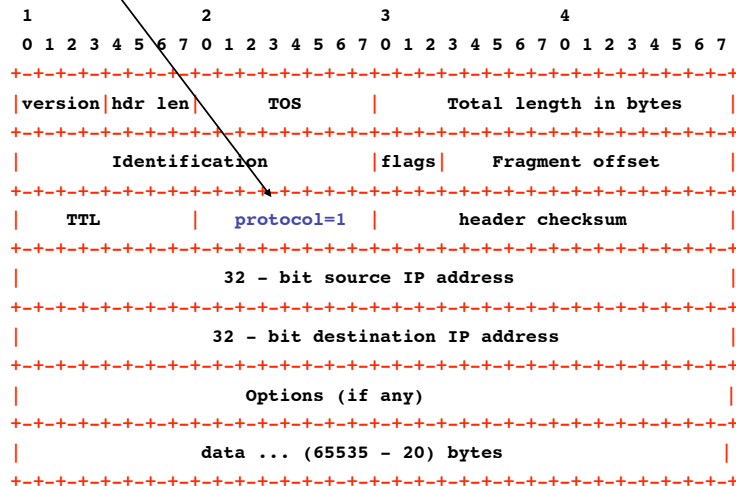 1 2 3 4
0 1 2 3 4 5 6 7 0 1 2 3 4 5 6 7 0 1 2 3 4 5 6 7 0 1 2 3 4 5 6 7
+-+-+-+-+-+-+-+-+-+-+-+-+-+-+-+-+-+-+-+-+-+-+-+-+-+-+-+-+-+-+-+-+
|version|hdr len| TOS | Total length in bytes |
+-+-+-+-+-+-+-+-+-+-+-+-+-+-+-+-+-+-+-+-+-+-+-+-+-+-+-+-+-+-+-+-+
| Identification |flags| Fragment offset |
+-+-+-+-+-+-+-+-+-+-+-+-+-+-+-+-+-+-+-+-+-+-+-+-+-+-+-+-+-+-+-+-+
| TTL | protocol=1 | header checksum |
+-+-+-+-+-+-+-+-+-+-+-+-+-+-+-+-+-+-+-+-+-+-+-+-+-+-+-+-+-+-+-+-+
| 32 - bit source IP address |
+-+-+-+-+-+-+-+-+-+-+-+-+-+-+-+-+-+-+-+-+-+-+-+-+-+-+-+-+-+-+-+-+
| 32 - bit destination IP address |
+-+-+-+-+-+-+-+-+-+-+-+-+-+-+-+-+-+-+-+-+-+-+-+-+-+-+-+-+-+-+-+-+
| Options (if any) |
+-+-+-+-+-+-+-+-+-+-+-+-+-+-+-+-+-+-+-+-+-+-+-+-+-+-+-+-+-+-+-+-+
| data ... (65535 - 20) bytes |
+-+-+-+-+-+-+-+-+-+-+-+-+-+-+-+-+-+-+-+-+-+-+-+-+-+-+-+-+-+-+-+-+